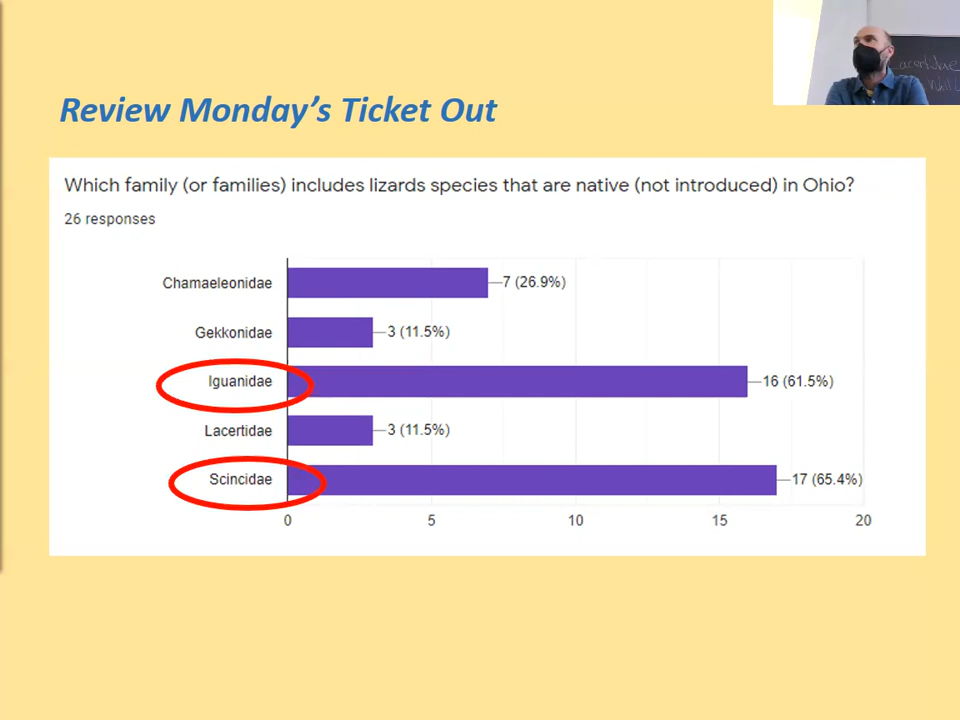 Review Monday's Ticket Out
Which family (or families) includes lizards species that are native (not introduced) in Ohio?
26 responses
Chamaeleonidae 7 (26.9%)
Gekkonidae 3 (11.5%)
Iguanidae 16 (61.5%)
Lacertidae 3 (11.5%)
Scincidae 17 (65.4%)
0 5 10 15 20